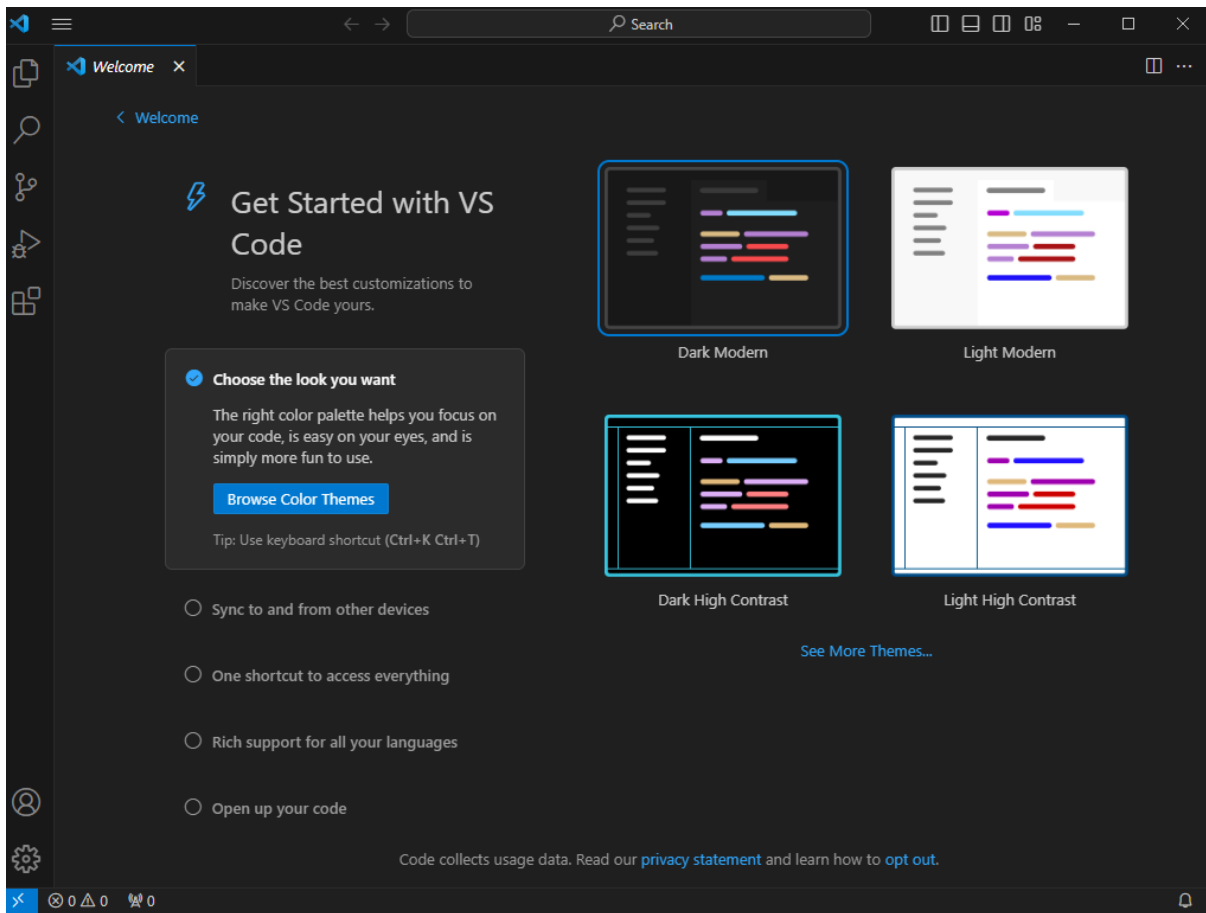 Search
Welcome
Welcome
Get Started with VS
Code
Discover the best customizations to
make VS Code yours.
Choose the look you want
The right color palette helps you focus on
your code, is easy on your eyes, and is
simply more fun to use.
Browse Color Themes
Tip: Use keyboard shortcut (Ctrl+K Ctrl+T)
Sync to and from other devices
One shortcut to access everything
Rich support for all your languages
Open up your code
Dark Modern
Light Modern
Dark High Contrast
Light High Contrast
See More Themes...
Code collects usage data. Read our privacy statement and learn how to opt out.
0 0 0